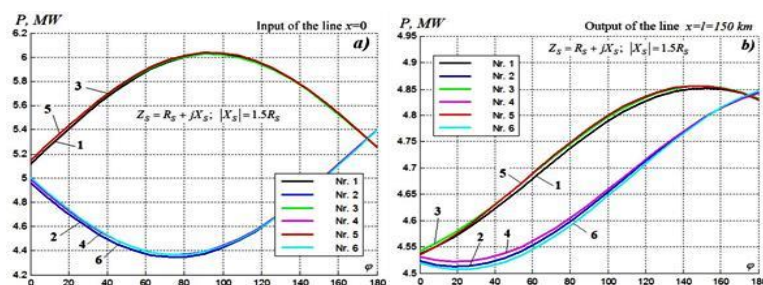 P, MW
Input of the line x=0
a)
6.2
6
5.8
5.6
5.4
5.2
5
4.8
4.6
4.4
4.2
3
5
1
2
4
6
Z_S = R_S + jX_S; |X_S| = 1.5R_S
Nr. 1
Nr. 2
Nr. 3
Nr. 4
Nr. 5
Nr. 6
0 20 40 60 80 100 120 140 160 180
φ
P, MW
Output of the line x=l=150 km
b)
4.95
4.9
4.85
4.8
4.75
4.7
4.65
4.6
4.55
4.5
Z_S = R_S + jX_S; |X_S| = 1.5R_S
Nr. 1
Nr. 2
Nr. 3
Nr. 4
Nr. 5
Nr. 6
5
1
3
2
4
6
0 20 40 60 80 100 120 140 160 180
φ